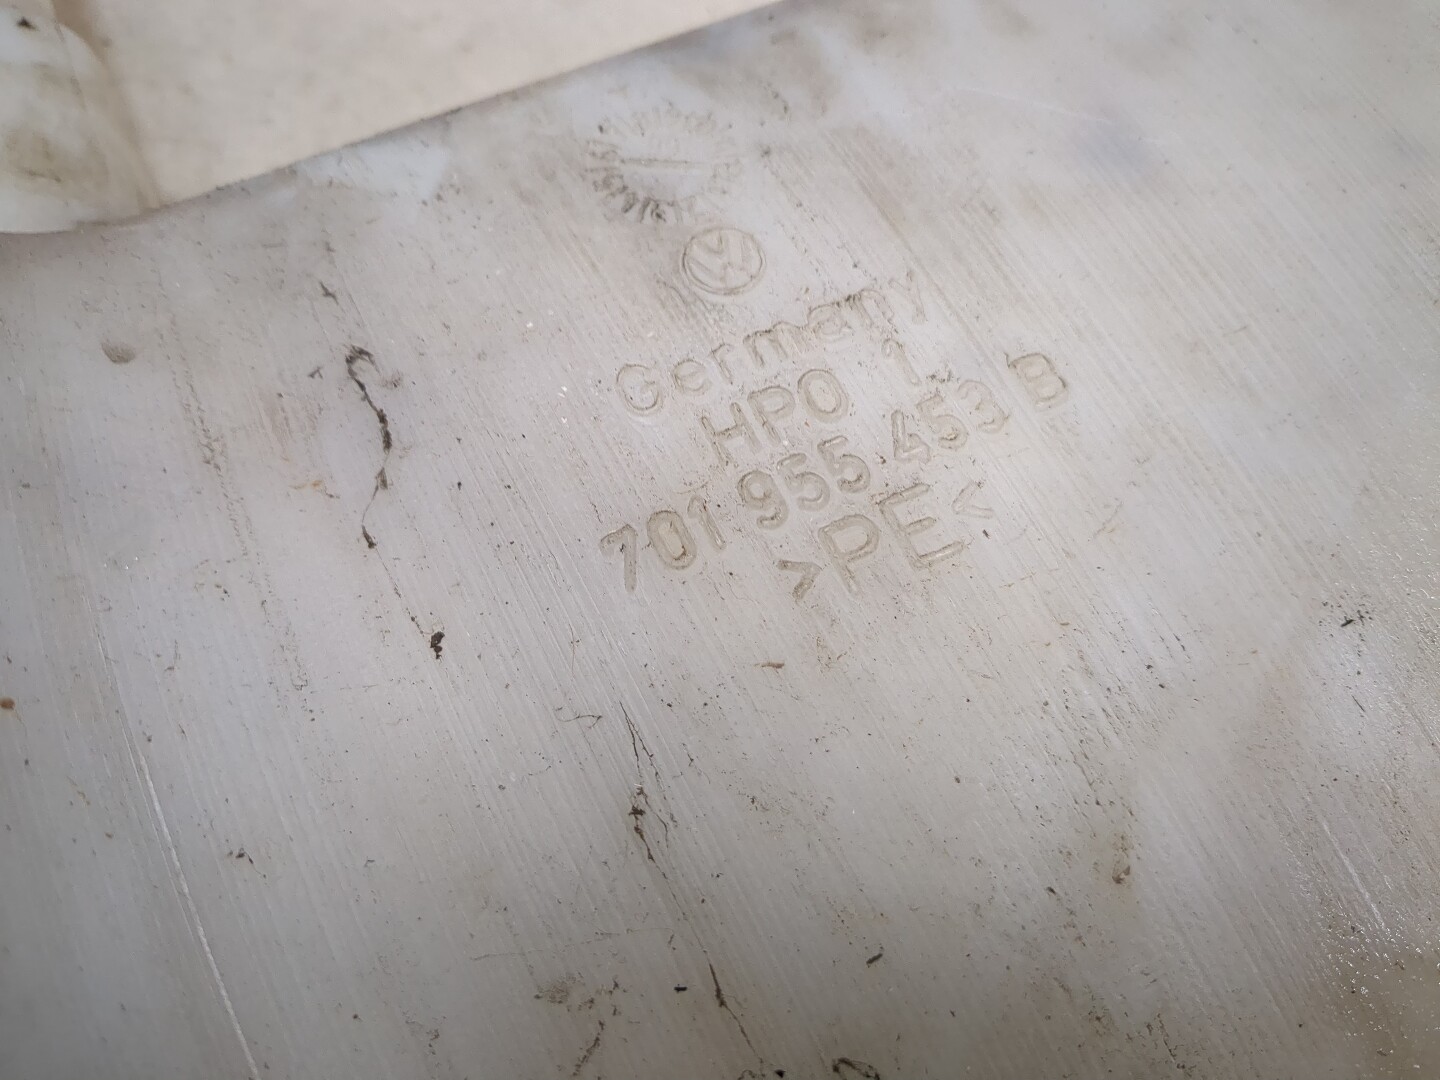 Germany
HPO 1
701 955 453 B
>PE<